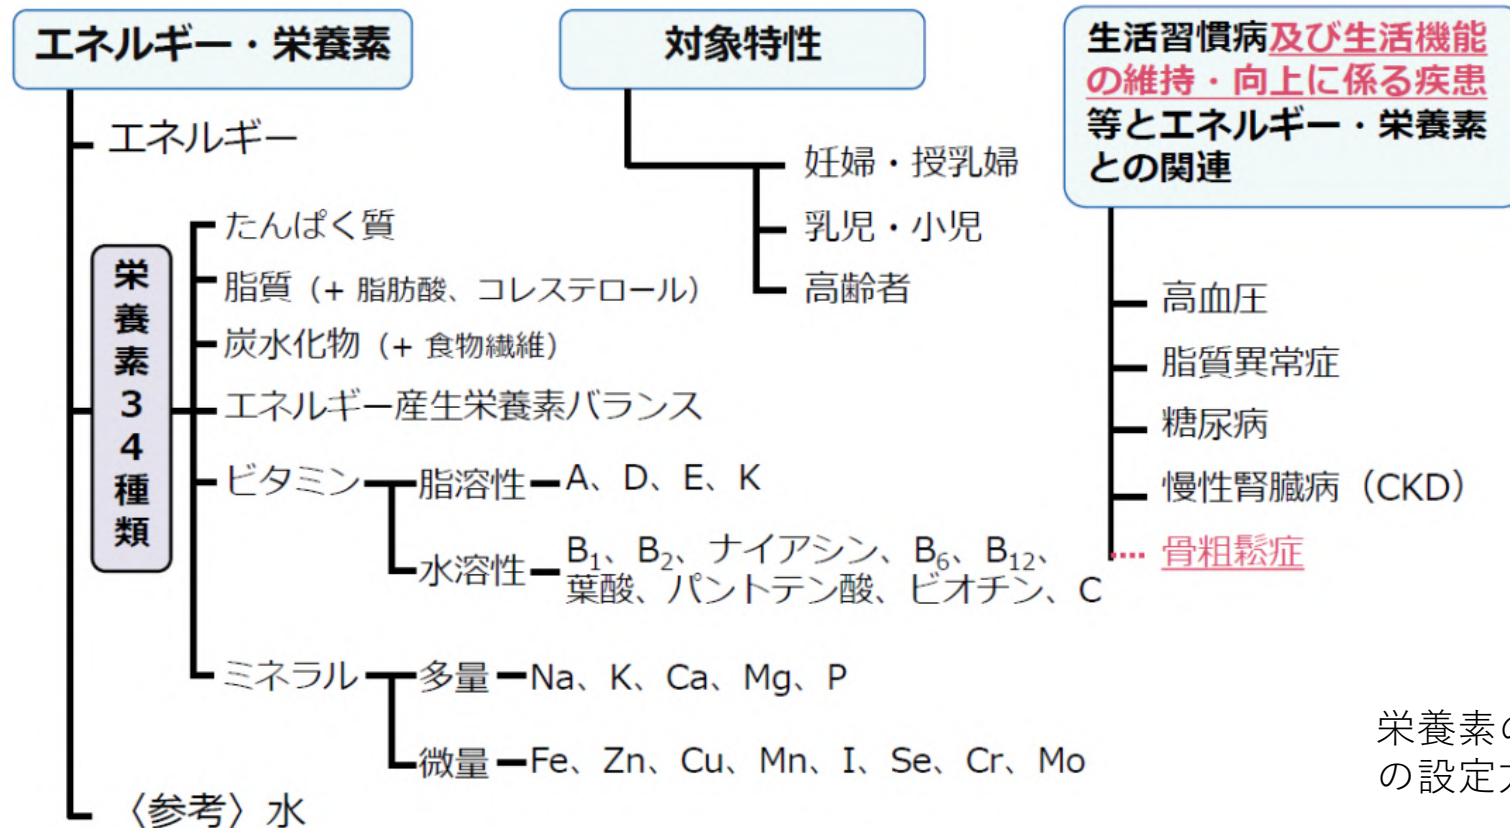 エネルギー・栄養素
エネルギー
栄養素34種類
たんぱく質
脂質（+ 脂肪酸、コレステロール）
炭水化物（+ 食物繊維）
エネルギー産生栄養素バランス
ビタミン
脂溶性
A、D、E、K
水溶性
B₁、B₂、ナイアシン、B₆、B₁₂、
葉酸、パントテン酸、ビオチン、C
ミネラル
多量
Na、K、Ca、Mg、P
微量
Fe、Zn、Cu、Mn、I、Se、Cr、Mo
〈参考〉水
対象特性
妊婦・授乳婦
乳児・小児
高齢者
生活習慣病及び生活機能
の維持・向上に係る疾患
等とエネルギー・栄養素
との関連
高血圧
脂質異常症
糖尿病
慢性腎臓病（CKD）
骨粗鬆症
栄養素
の設定